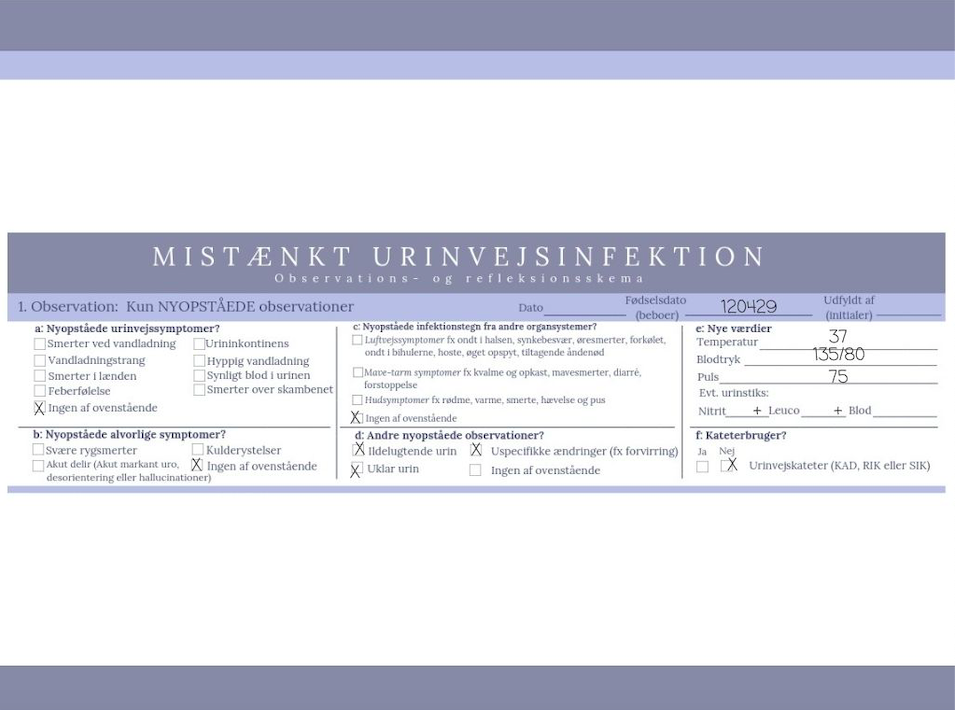 MISTÆNKT URINVEJSINFEKTION
Observations- og refleksionsskema
1. Observation: Kun NYOPSTÅEDE observationer
Dato
Fødselsdato
(beboer)
120429
Udfyldt af
(initialer)
a: Nyopståede urinvejssymptomer?
Smerter ved vandladning
Urininkontinens
Vandladningstrang
Hyppig vandladning
Smerter i lænden
Synligt blod i urinen
Feberfølelse
Smerter over skambenet
X Ingen af ovenstående
b: Nyopståede alvorlige symptomer?
Svære rygsmerter
Kulderystelser
Akut delir (Akut markant uro,
desorientering eller hallucinationer)
X Ingen af ovenstående
c: Nyopståede infektionstegn fra andre organsystemer?
Luftvejssymptomer fx ondt i halsen, synkebesvær, øresmerter, forkølet,
ondt i bihulerne, hoste, øget opspyt, tiltagende åndenød
Mave-tarm symptomer fx kvalme og opkast, mavesmerter, diarré,
forstoppelse
Hudsymptomer fx rødme, varme, smerte, hævelse og pus
X Ingen af ovenstående
d: Andre nyopståede observationer?
X Ildelugtende urin
X Uspecifikke ændringer (fx forvirring)
X Uklar urin
Ingen af ovenstående
e: Nye værdier
Temperatur 37
Blodtryk 135/80
Puls 75
Evt. urinstiks:
Nitrit + Leuco + Blod
f: Kateterbruger?
Ja Nej
X Urinvejskateter (KAD, RIK eller SIK)